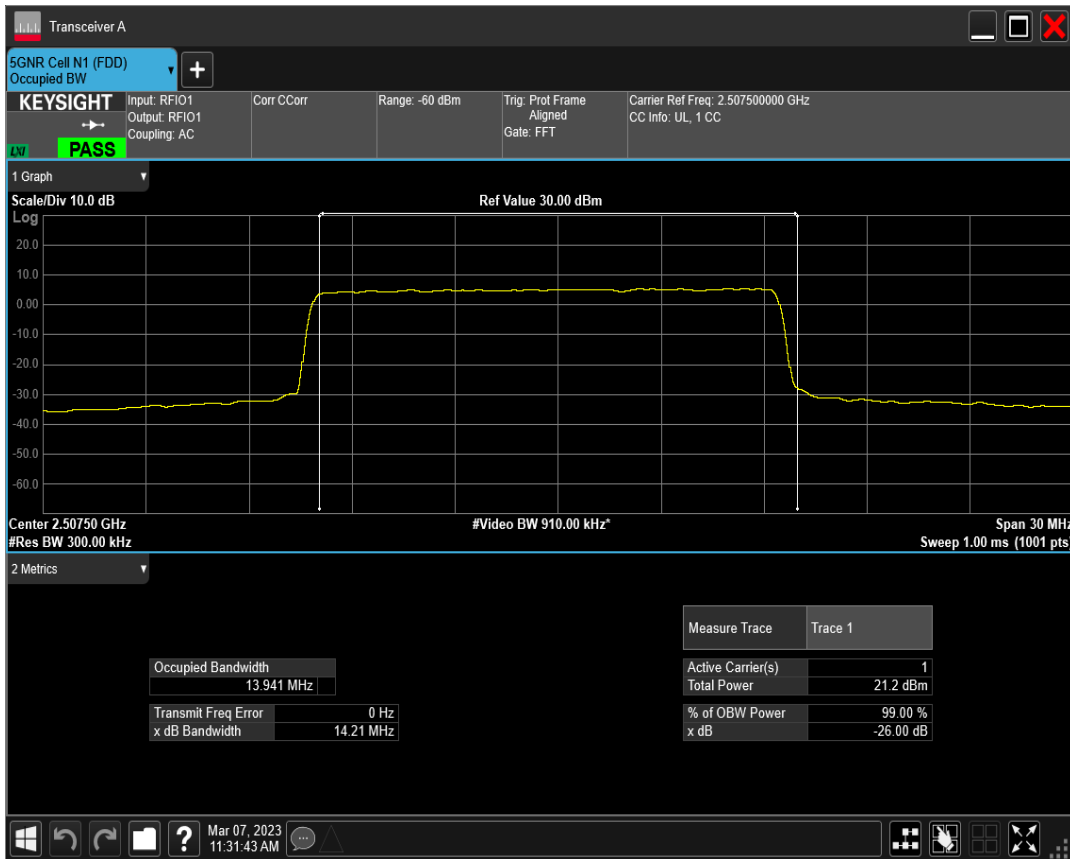 Transceiver A
5GNR Cell N1 (FDD)
Occupied BW
+
KEYSIGHT
LXI
PASS
Input: RFIO1
Output: RFIO1
Coupling: AC
Corr CCorr
Range: -60 dBm
Trig: Prot Frame
Aligned
Gate: FFT
Carrier Ref Freq: 2.507500000 GHz
CC Info: UL, 1 CC
1 Graph
Scale/Div 10.0 dB
Ref Value 30.00 dBm
Log
20.0
10.0
0.00
-10.0
-20.0
-30.0
-40.0
-50.0
-60.0
Center 2.50750 GHz
#Video BW 910.00 kHz*
Span 30 MHz
#Res BW 300.00 kHz
Sweep 1.00 ms (1001 pts)
2 Metrics
Measure Trace Trace 1
Occupied Bandwidth
13.941 MHz
Active Carrier(s) 1
Total Power 21.2 dBm
Transmit Freq Error 0 Hz
x dB Bandwidth 14.21 MHz
% of OBW Power 99.00 %
x dB -26.00 dB
?
Mar 07, 2023
11:31:43 AM